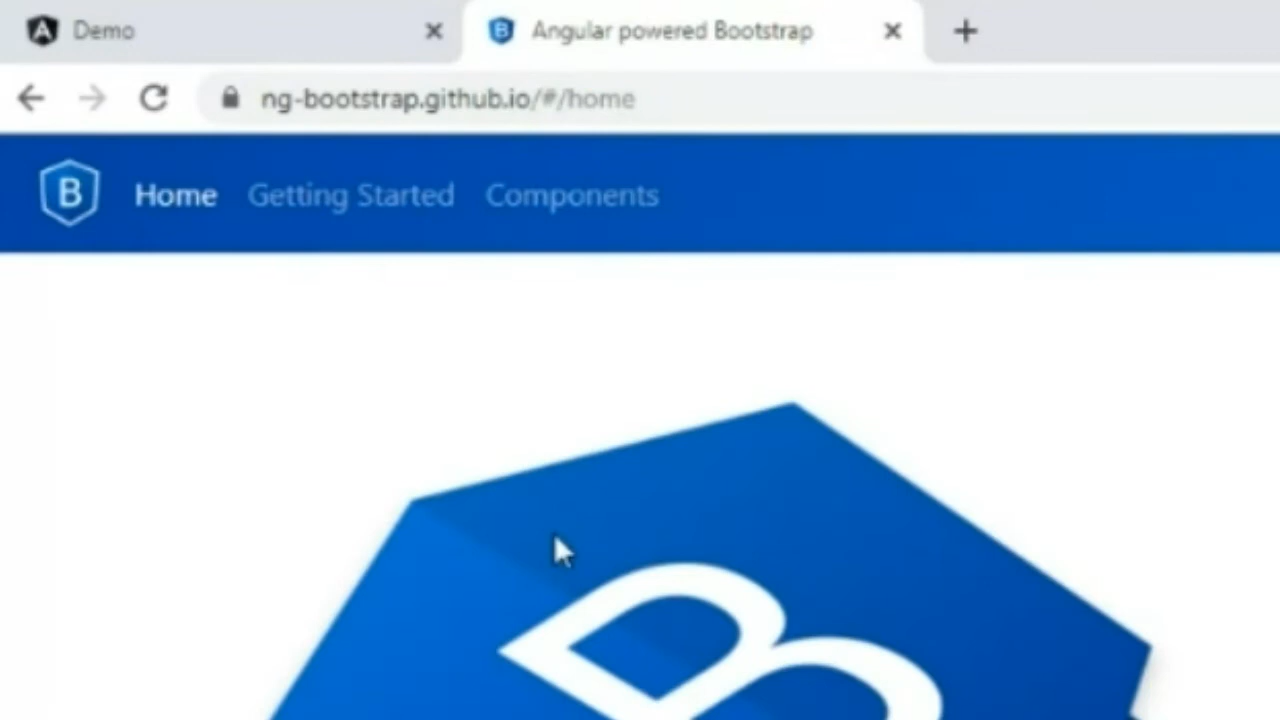 Demo
Angular powered Bootstrap
ng-bootstrap.github.io/#/home
B Home Getting Started Components
B